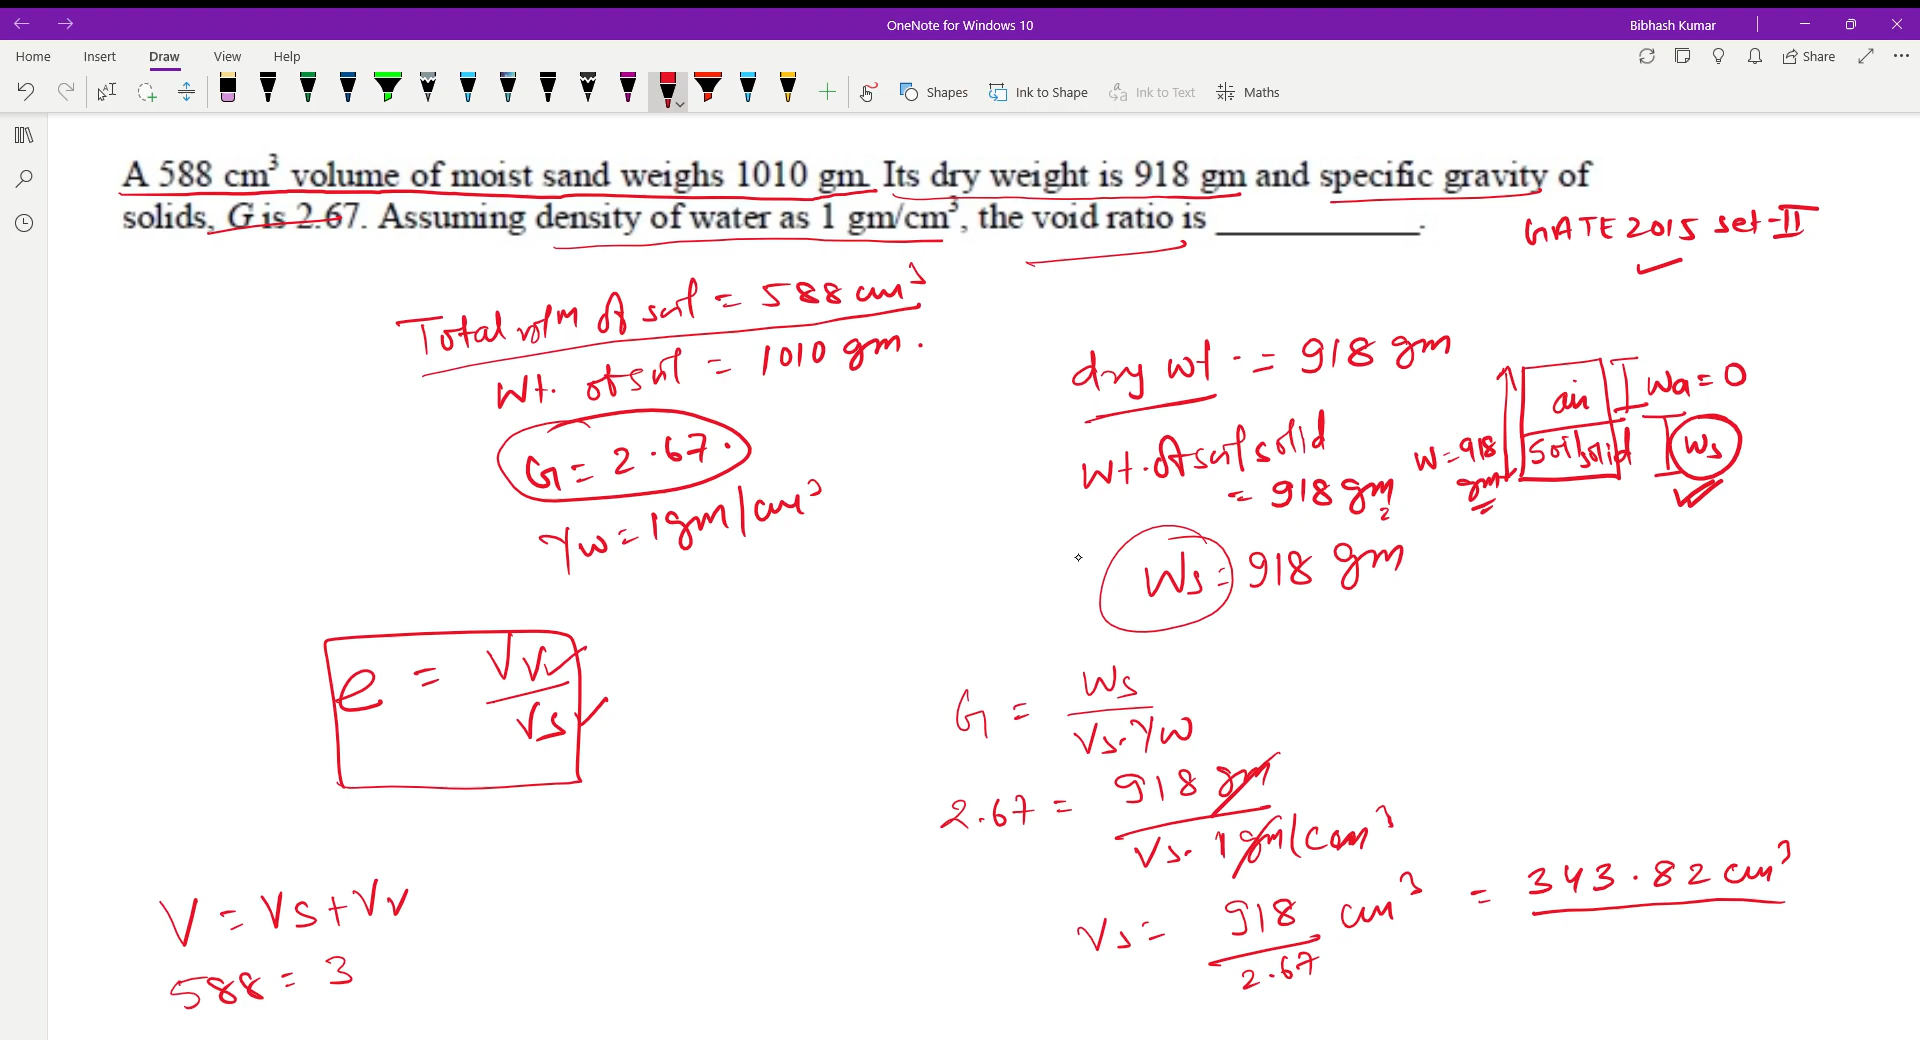 OneNote for Windows 10
Bibhash Kumar
Home Insert Draw View Help
Share
Shapes Ink to Shape Ink to Text Maths
A 588 cm³ volume of moist sand weighs 1010 gm. Its dry weight is 918 gm and specific gravity of
solids, G is 2.67. Assuming density of water as 1 gm/cm³, the void ratio is ____________.
GATE 2015 set-II
Total volm of soil = 588 cm³
Wt. of soil = 1010 gm.
G = 2.67.
γw = 1gm/cm³
dry wt. = 918 gm
Wt. of soil solid
= 918 gm
W=918
gm
air
Soil solid
Wa = 0
Ws
Ws = 918 gm
e = Vv/Vs
G = Ws/Vs.γw
2.67 = 918 gm/Vs. 1 gm/cm³
Vs = 918/2.67 cm³ = 343.82 cm³
V = Vs+Vv
588 = 3